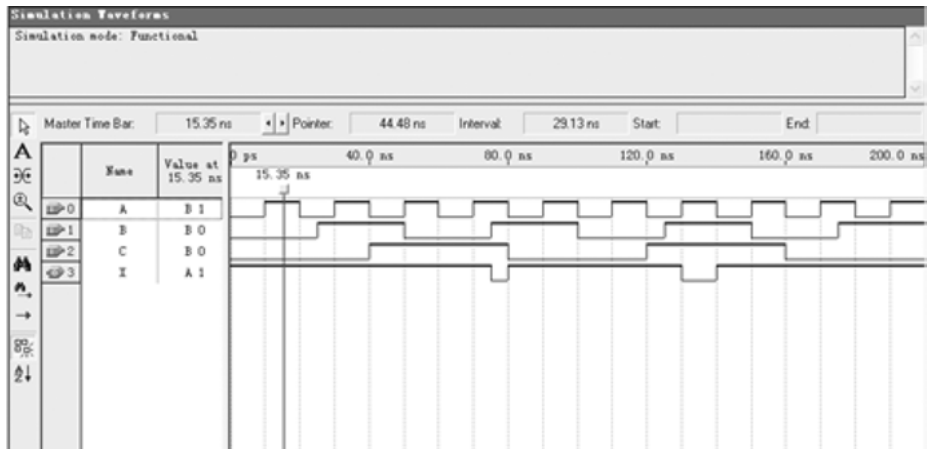 Simulation Waveforms
Simulation mode: Functional
Master Time Bar: 15.35 ns Pointer: 44.48 ns Interval: 29.13 ns Start: End:
Name Value at 15.35 ns
0 ps 40.0 ns 80.0 ns 120.0 ns 160.0 ns 200.0 ns
15.35 ns
0 A B 1
1 B B 0
2 C B 0
3 X A 1